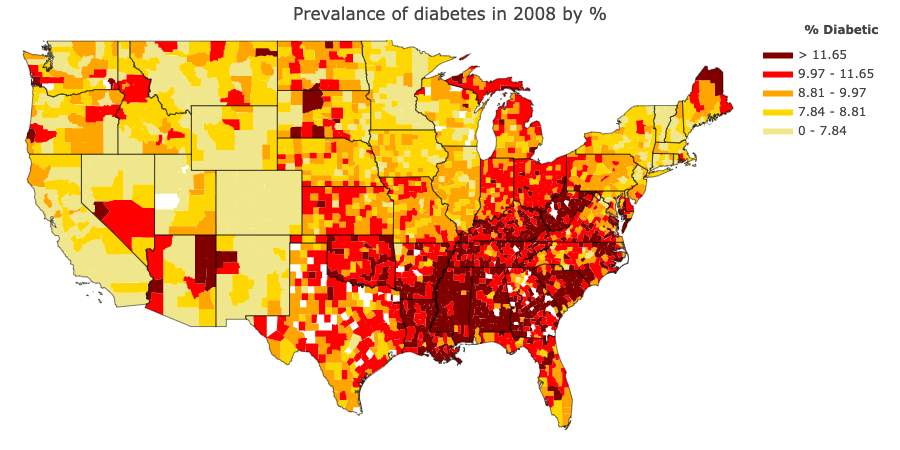 Prevalance of diabetes in 2008 by %
% Diabetic
> 11.65
9.97 - 11.65
8.81 - 9.97
7.84 - 8.81
0 - 7.84